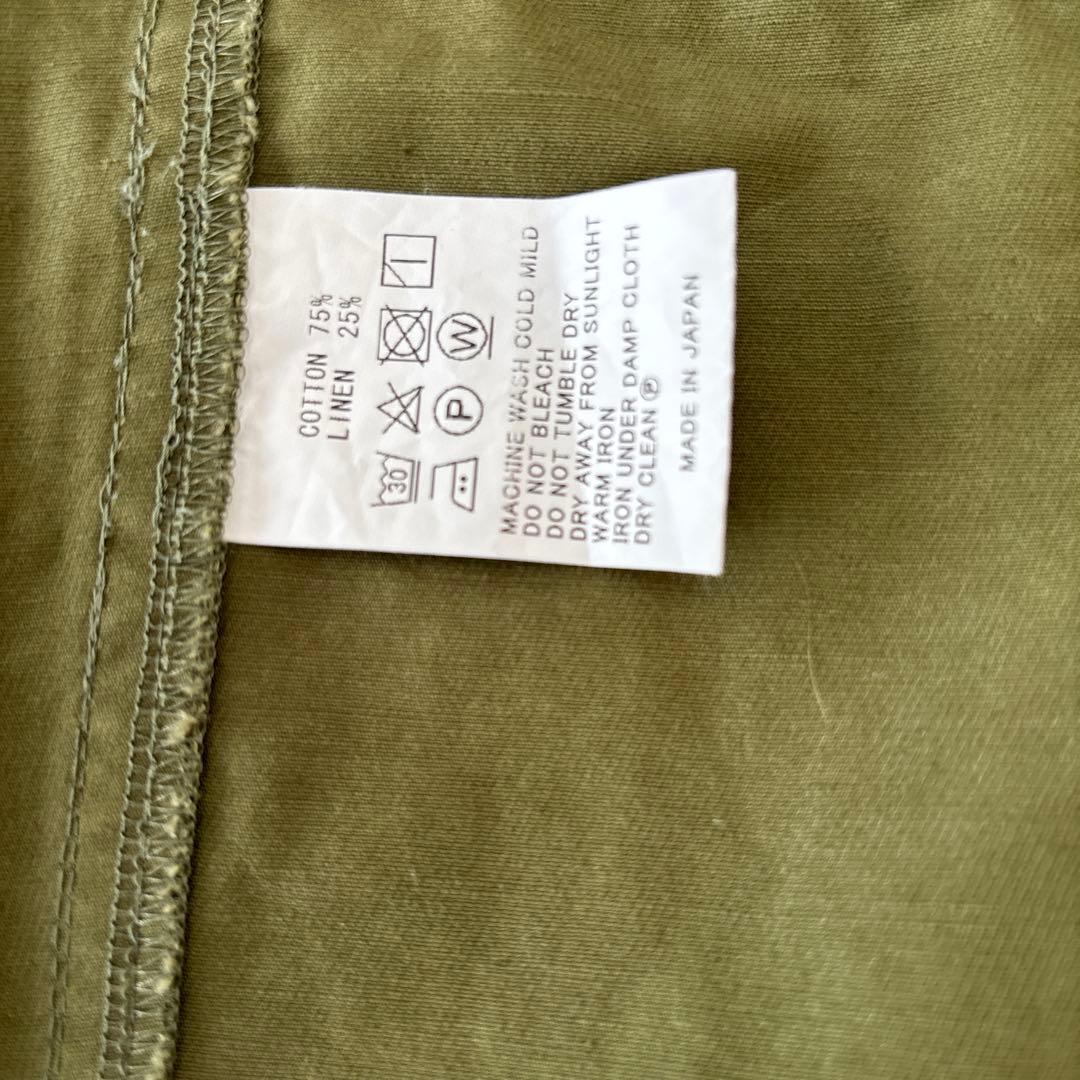 COTTON 75%
LINEN 25%
30
P W
MACHINE WASH COLD MILD
DO NOT BLEACH
DO NOT TUMBLE DRY
DRY AWAY FROM SUNLIGHT
WARM IRON
IRON UNDER DAMP CLOTH
DRY CLEAN Ⓟ
MADE IN JAPAN